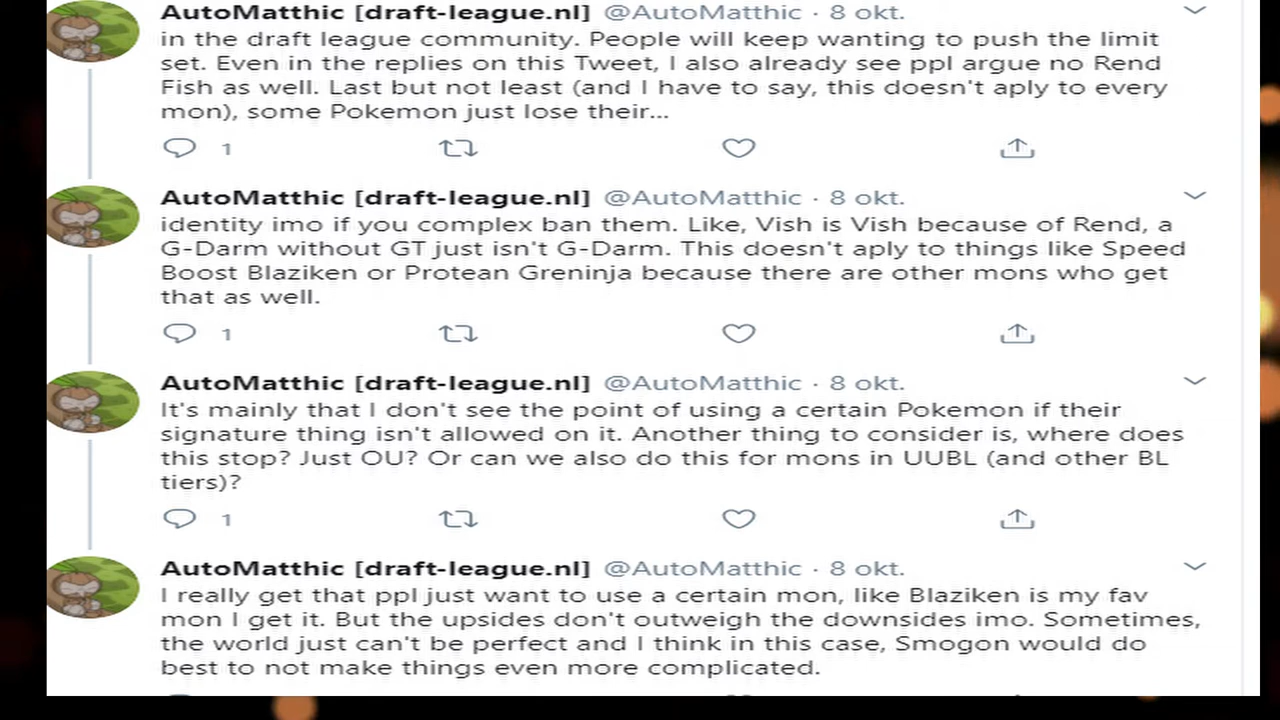 AutoMatthic [draft-league.nl] @AutoMatthic · 8 okt.
in the draft league community. People will keep wanting to push the limit
set. Even in the replies on this Tweet, I also already see ppl argue no Rend
Fish as well. Last but not least (and I have to say, this doesn't aply to every
mon), some Pokemon just lose their...
1
AutoMatthic [draft-league.nl] @AutoMatthic · 8 okt.
identity imo if you complex ban them. Like, Vish is Vish because of Rend, a
G-Darm without GT just isn't G-Darm. This doesn't aply to things like Speed
Boost Blaziken or Protean Greninja because there are other mons who get
that as well.
1
AutoMatthic [draft-league.nl] @AutoMatthic · 8 okt.
It's mainly that I don't see the point of using a certain Pokemon if their
signature thing isn't allowed on it. Another thing to consider is, where does
this stop? Just OU? Or can we also do this for mons in UUBL (and other BL
tiers)?
1
AutoMatthic [draft-league.nl] @AutoMatthic · 8 okt.
I really get that ppl just want to use a certain mon, like Blaziken is my fav
mon I get it. But the upsides don't outweigh the downsides imo. Sometimes,
the world just can't be perfect and I think in this case, Smogon would do
best to not make things even more complicated.